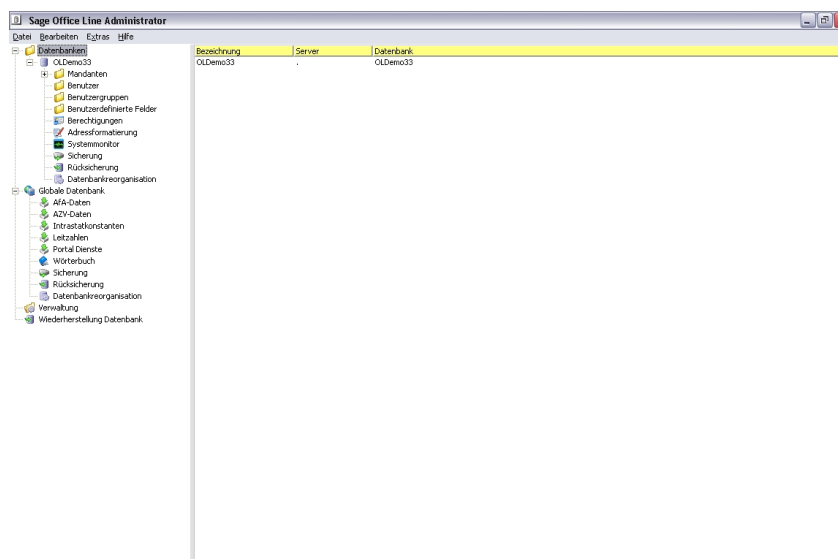 Sage Office Line Administrator
Datei Bearbeiten Extras Hilfe
Datenbanken
OLDemo33
Mandanten
Benutzer
Benutzergruppen
Benutzerdefinierte Felder
Berechtigungen
Adressformatierung
Systemmonitor
Sicherung
Rücksicherung
Datenbankreorganisation
Globale Datenbank
AfA-Daten
AZV-Daten
Intrastatkonstanten
Leitzahlen
Portal Dienste
Wörterbuch
Sicherung
Rücksicherung
Datenbankreorganisation
Verwaltung
Wiederherstellung Datenbank
Bezeichnung Server Datenbank
OLDemo33 . OLDemo33